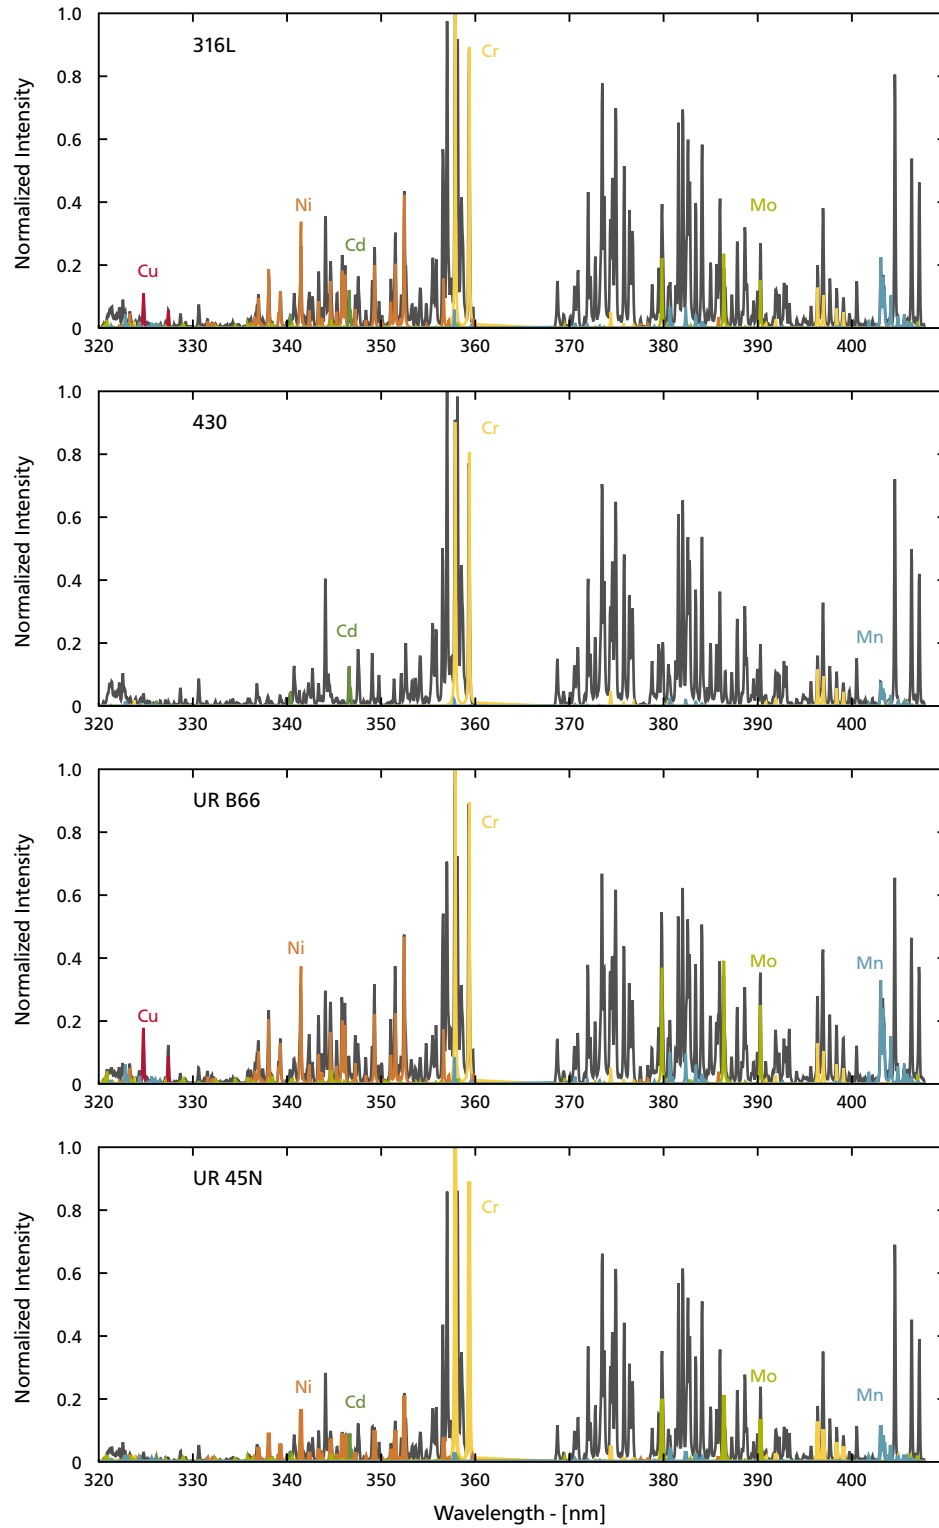 1.0
316L
Cr
0.8
0.6
Normalized Intensity
0.4
Ni
Mo
Cd
Cu
0.2
0
320 330 340 350 360 370 380 390 400
1.0
430
Cr
0.8
0.6
Normalized Intensity
0.4
Cd
Mn
0.2
0
320 330 340 350 360 370 380 390 400
1.0
UR B66
Cr
0.8
0.6
Normalized Intensity
0.4
Ni
Mo
Mn
Cu
0.2
0
320 330 340 350 360 370 380 390 400
1.0
UR 45N
Cr
0.8
0.6
Normalized Intensity
0.4
Ni
Cd
Mo
Mn
0.2
0
320 330 340 350 360 370 380 390 400
Wavelength - [nm]